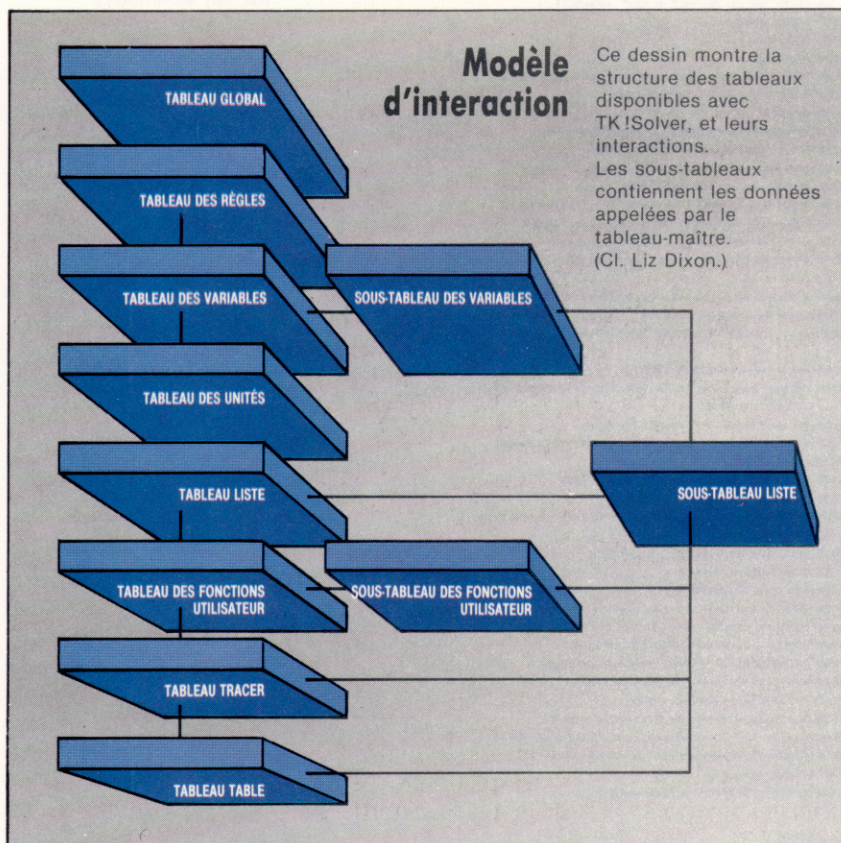 Modèle
d'interaction
Ce dessin montre la
structure des tableaux
disponibles avec
TK!Solver, et leurs
interactions.
Les sous-tableaux
contiennent les données
appelées par le
tableau-maître.
(Cl. Liz Dixon.)
TABLEAU GLOBAL
TABLEAU DES RÈGLES
TABLEAU DES VARIABLES
SOUS-TABLEAU DES VARIABLES
TABLEAU DES UNITÉS
TABLEAU LISTE
SOUS-TABLEAU LISTE
TABLEAU DES FONCTIONS
UTILISATEUR
SOUS-TABLEAU DES FONCTIONS
UTILISATEUR
TABLEAU TRACER
TABLEAU TABLE